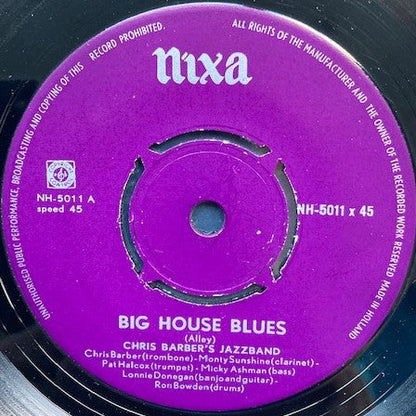 ALL RIGHTS OF THE MANUFACTURER AND THE OWNER OF THE RECORDED WORK RESERVED MADE IN HOLLAND
UNAUTHORISED PUBLIC PERFORMANCE, BROADCASTING AND COPYING OF THIS RECORD PROHIBITED.
nixa
NH-5011 A
speed 45
NH-5011 x 45
BIG HOUSE BLUES
(Alley)
CHRIS BARBER'S JAZZBAND
Chris Barber(trombone) - Monty Sunshine(clarinet)-
Pat Halcox(trumpet)-Micky Ashman (bass)
Lonnie Donegan(banjo and guitar)-
Ron Bowden(drums)